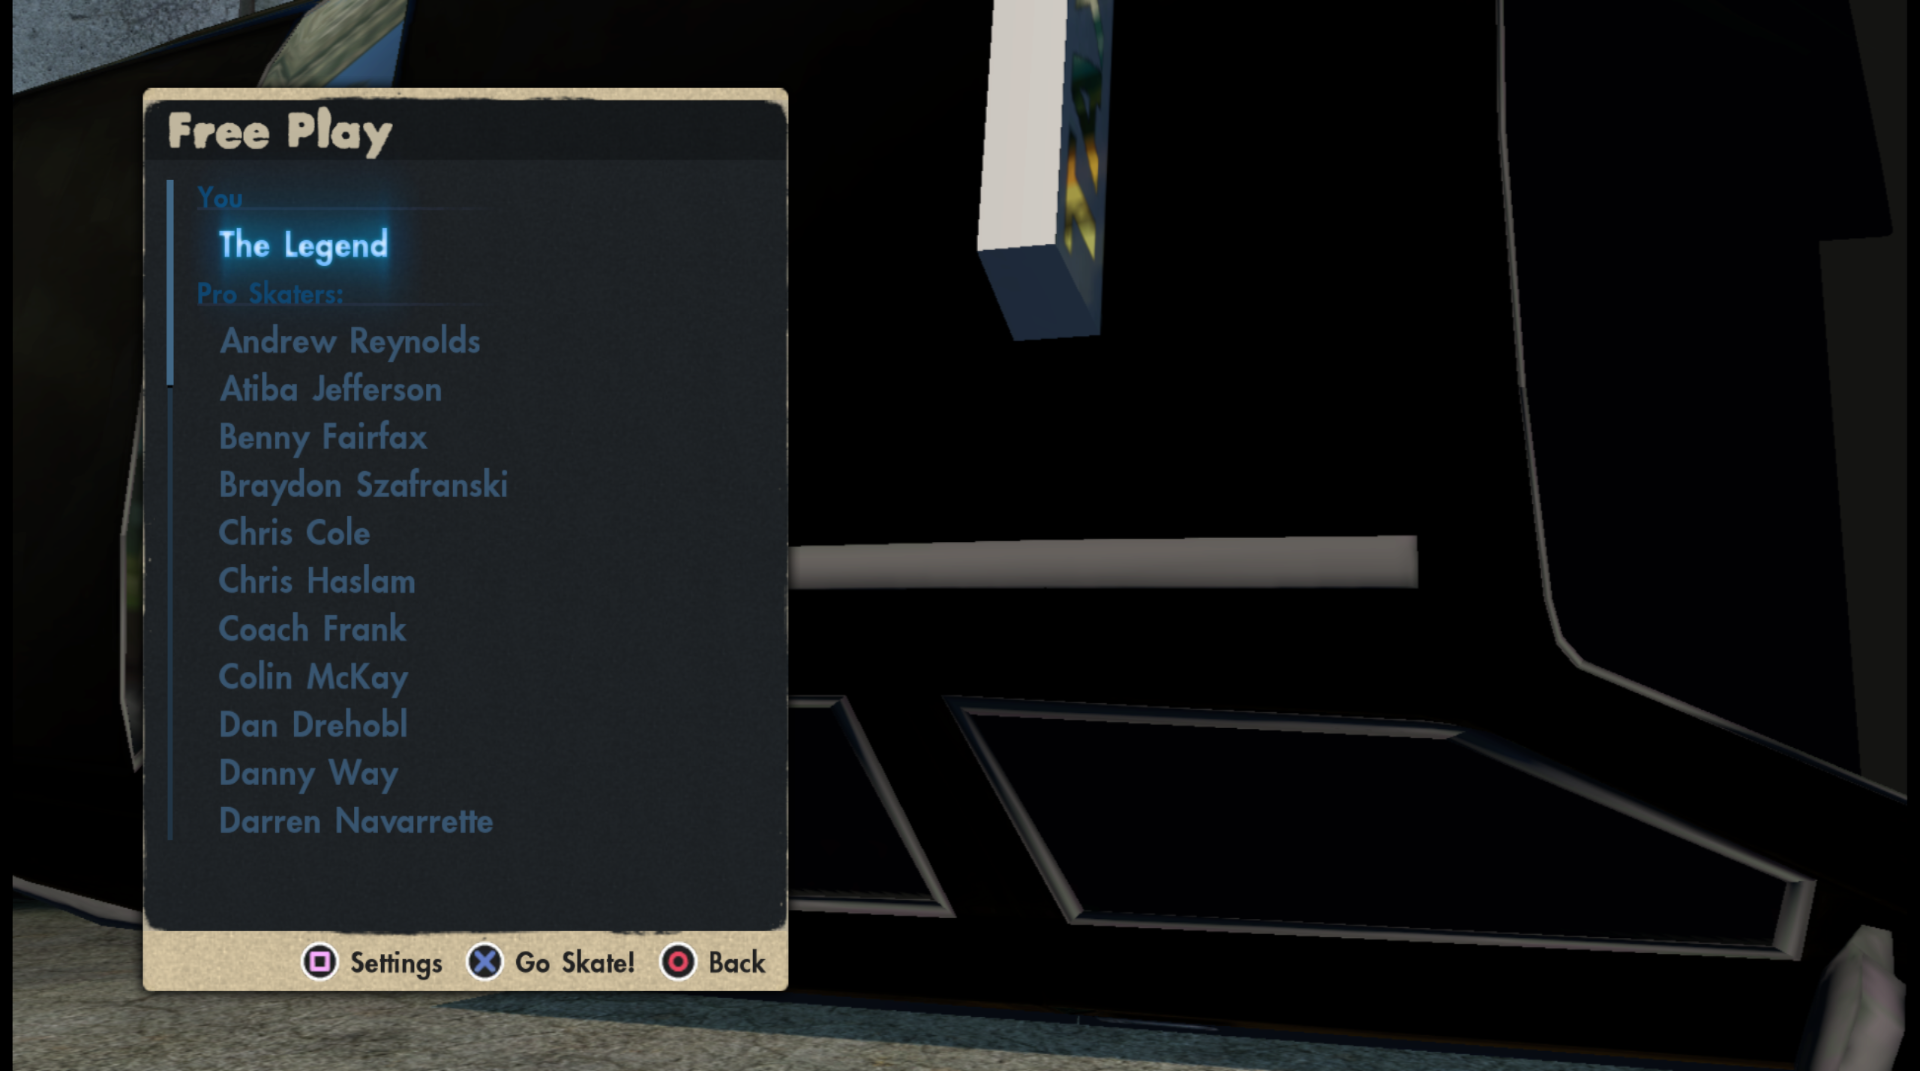 Free Play
You
The Legend
Pro Skaters:
Andrew Reynolds
Atiba Jefferson
Benny Fairfax
Braydon Szafranski
Chris Cole
Chris Haslam
Coach Frank
Colin McKay
Dan Drehobl
Danny Way
Darren Navarrette
Settings Go Skate! Back